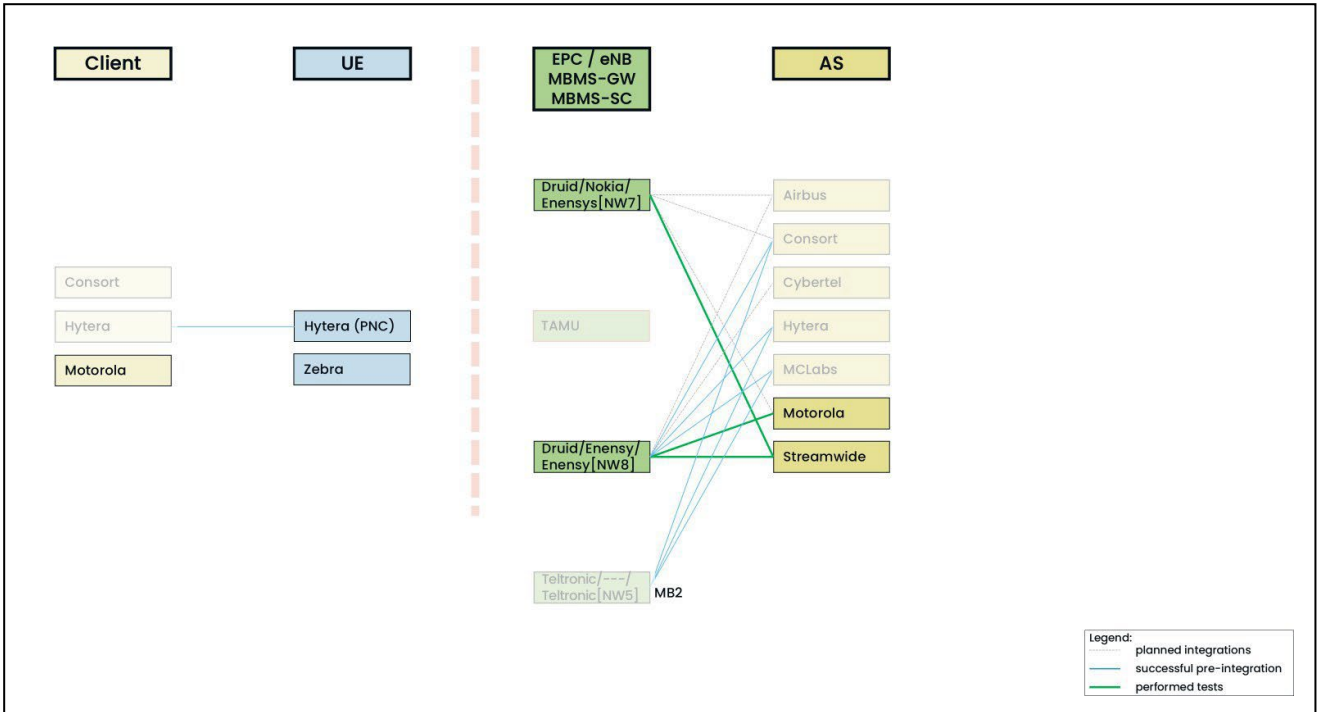 Client
UE
EPC / eNB
MBMS-GW
MBMS-SC
AS
Druid/Nokia/
Enensys[NW7]
Airbus
Consort
Consort
Cybertel
Hytera
Hytera (PNC)
TAMU
Hytera
Motorola
Zebra
MCLabs
Motorola
Druid/Enensy/
Enensy[NW8]
Streamwide
Teltronic/---/
Teltronic[NW5]
MB2
Legend:
planned integrations
successful pre-integration
performed tests